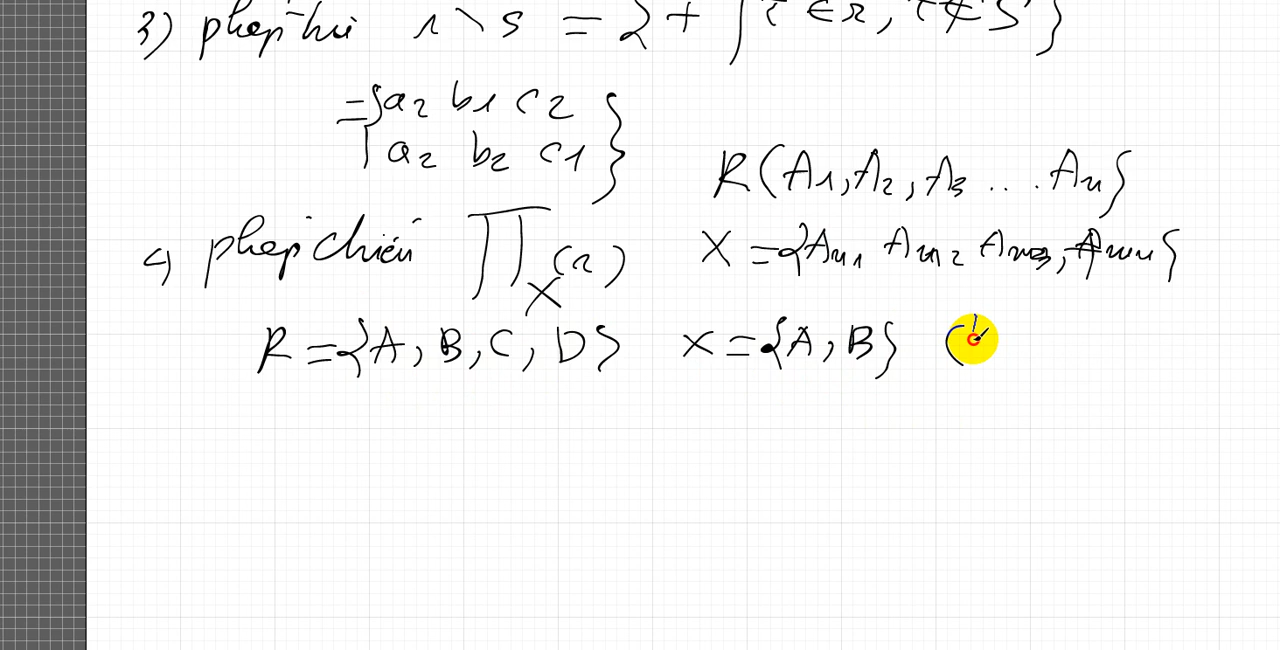 3) phép trừ r \ s = { t | t ∈ r, t ∉ S }
= { a2 b1 c2
a2 b2 c1 }
R(A1, A2, A3 ... An}
4) phép chiếu ∏X (r)
X = {Am1 Am2 Am3, Amn}
R = {A, B, C, D} X = {A, B} (